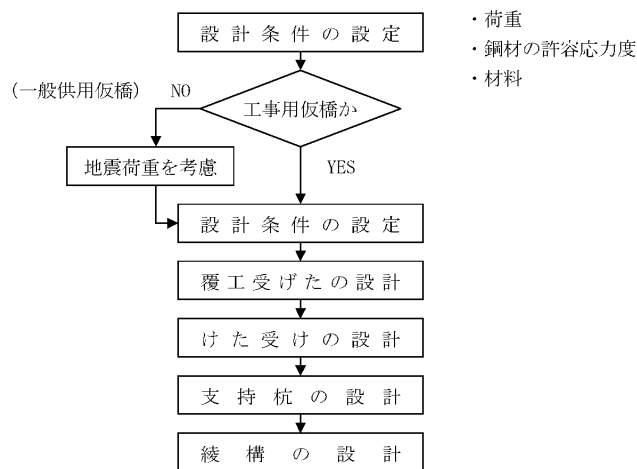 設計条件の設定
・荷重
・鋼材の許容応力度
・材料
(一般供用仮橋) NO
工事用仮橋か
地震荷重を考慮
YES
設計条件の設定
覆工受げたの設計
けた受けの設計
支持杭の設計
綾構の設計